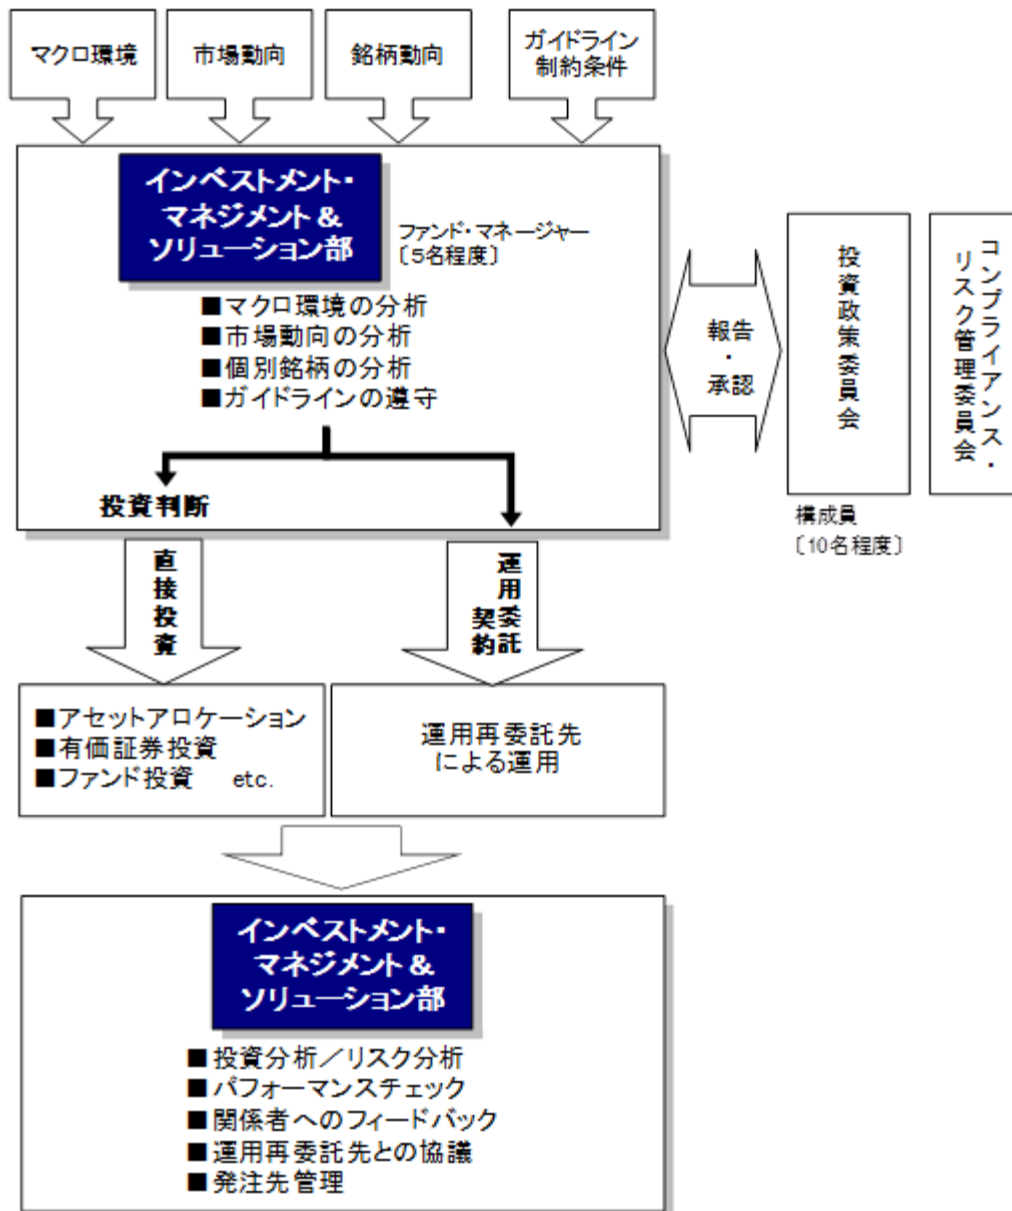 マクロ環境
市場動向
銘柄動向
ガイドライン
制約条件
インベストメント・
マネジメント＆
ソリューション部
ファンド・マネージャー
〔5名程度〕
■マクロ環境の分析
■市場動向の分析
■個別銘柄の分析
■ガイドラインの遵守
投資判断
報告
・
承認
投資政策委員会
コンプライアンス・
リスク管理委員会
構成員
〔10名程度〕
直接投資
運用委託
契約
■アセットアロケーション
■有価証券投資
■ファンド投資　etc.
運用再委託先
による運用
インベストメント・
マネジメント＆
ソリューション部
■投資分析／リスク分析
■パフォーマンスチェック
■関係者へのフィードバック
■運用再委託先との協議
■発注先管理